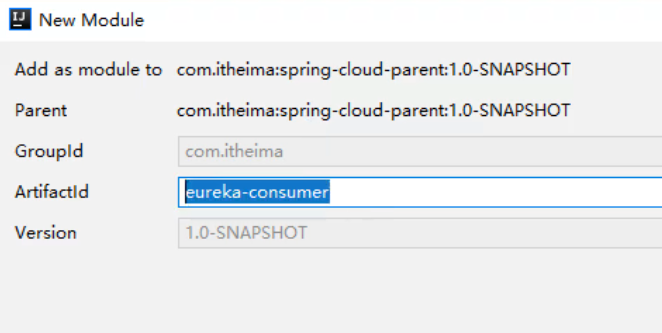 New Module
Add as module to com.itheima:spring-cloud-parent:1.0-SNAPSHOT
Parent com.itheima:spring-cloud-parent:1.0-SNAPSHOT
GroupId com.itheima
ArtifactId eureka-consumer
Version 1.0-SNAPSHOT